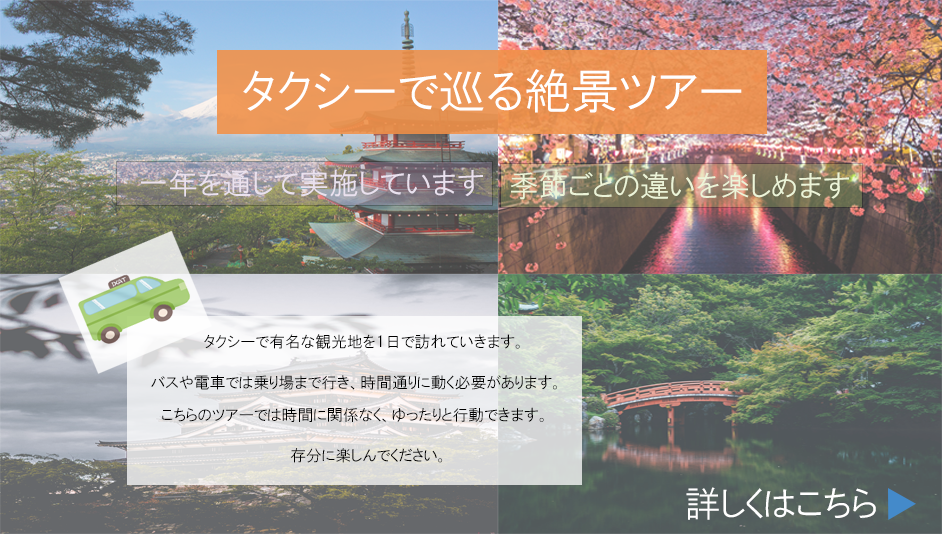 タクシーで巡る絶景ツアー
一年を通して実施しています
季節ごとの違いを楽しめます
タクシーで有名な観光地を1日で訪れていきます。
バスや電車では乗り場まで行き、時間通りに動く必要があります。
こちらのツアーでは時間に関係なく、ゆったりと行動できます。
存分に楽しんでください。
詳しくはこちら